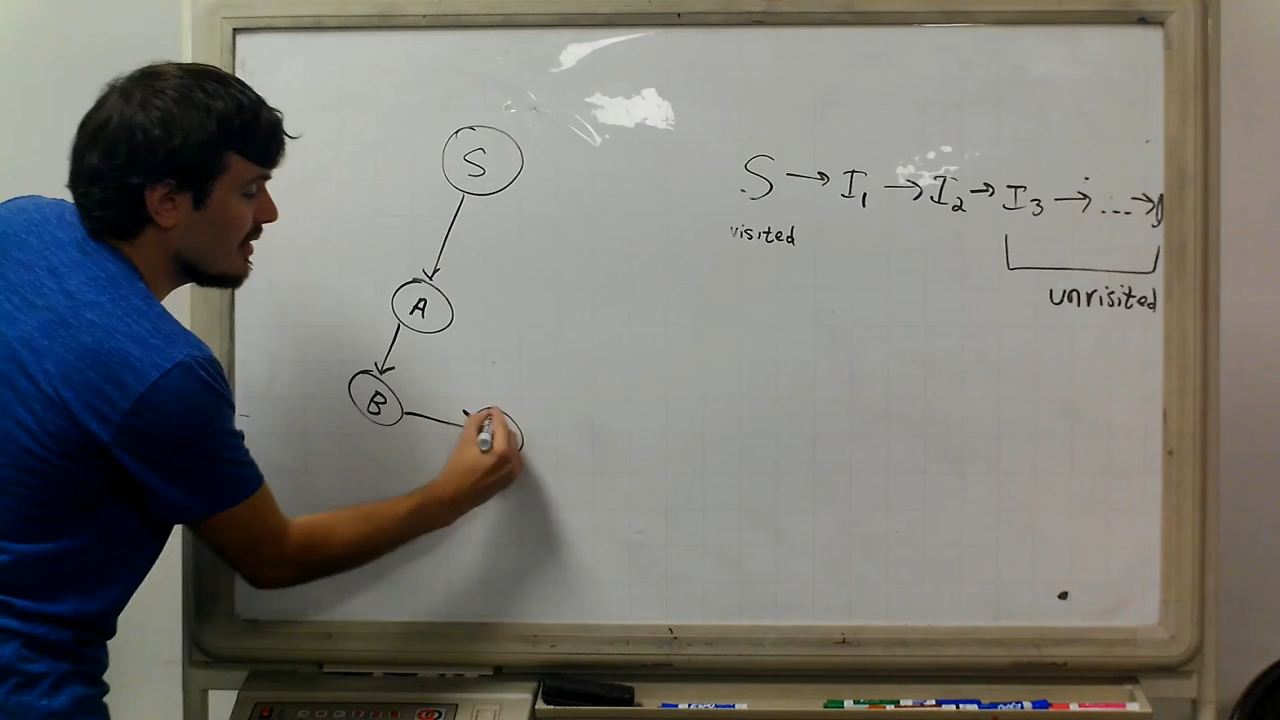 S
A
B
S → I₁ → I₂ → I₃ → ... →
visited
unvisited